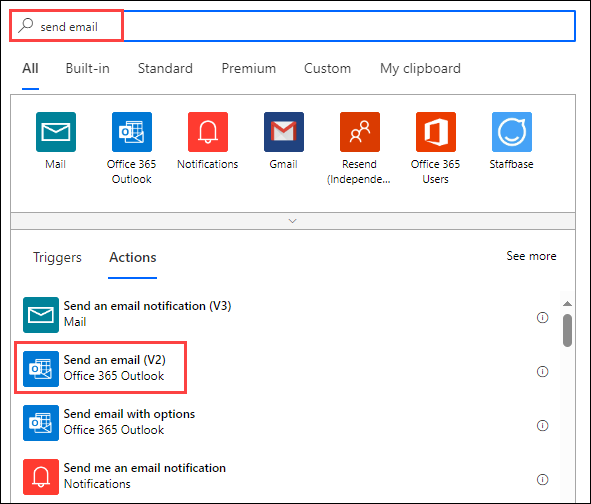 send email
All Built-in Standard Premium Custom My clipboard
Mail Office 365 Notifications Gmail Resend Office 365 Staffbase
Outlook (Independe... Users
Triggers Actions See more
Send an email notification (V3)
Mail
Send an email (V2)
Office 365 Outlook
Send email with options
Office 365 Outlook
Send me an email notification
Notifications